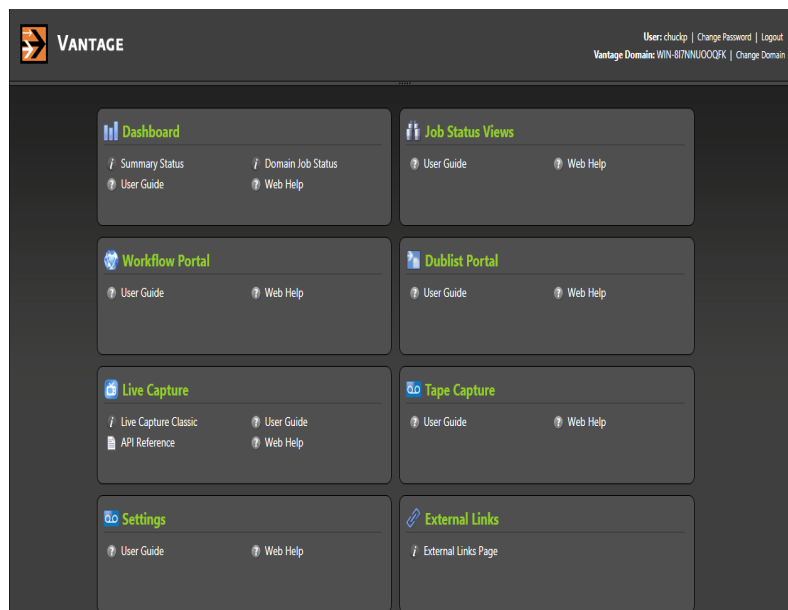 VANTAGE
User: chuckp | Change Password | Logout
Vantage Domain: WIN-8I7NNUOOQFK | Change Domain
Dashboard
Summary Status
Domain Job Status
User Guide
Web Help
Job Status Views
User Guide
Web Help
Workflow Portal
User Guide
Web Help
Dublist Portal
User Guide
Web Help
Live Capture
Live Capture Classic
User Guide
API Reference
Web Help
Tape Capture
User Guide
Web Help
Settings
User Guide
Web Help
External Links
External Links Page